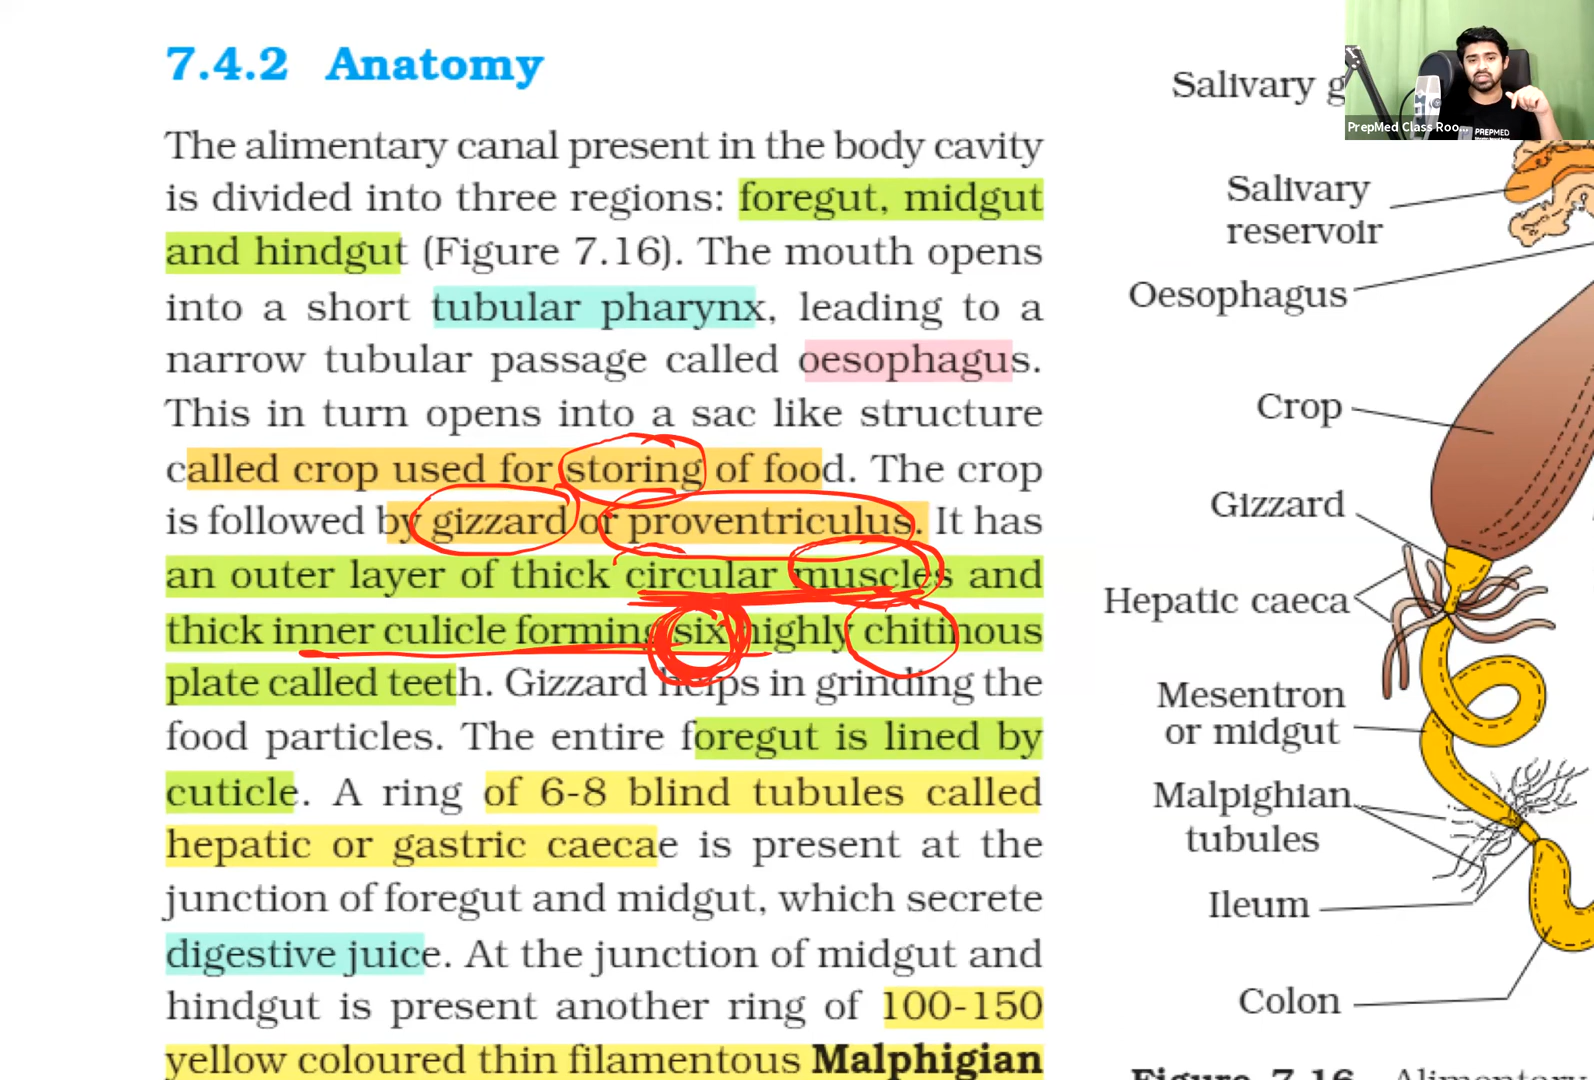 7.4.2 Anatomy
The alimentary canal present in the body cavity
is divided into three regions: foregut, midgut
and hindgut (Figure 7.16). The mouth opens
into a short tubular pharynx, leading to a
narrow tubular passage called oesophagus.
This in turn opens into a sac like structure
called crop used for storing of food. The crop
is followed by gizzard or proventriculus. It has
an outer layer of thick circular muscles and
thick inner culicle forming six highly chitinous
plate called teeth. Gizzard helps in grinding the
food particles. The entire foregut is lined by
cuticle. A ring of 6-8 blind tubules called
hepatic or gastric caecae is present at the
junction of foregut and midgut, which secrete
digestive juice. At the junction of midgut and
hindgut is present another ring of 100-150
yellow coloured thin filamentous Malphigian
Salivary g
PrepMed Class Roo...
PREPMED
Salivary
reservoir
Oesophagus
Crop
Gizzard
Hepatic caeca
Mesentron
or midgut
Malpighian
tubules
Ileum
Colon
Figure 7.16 Alimentary